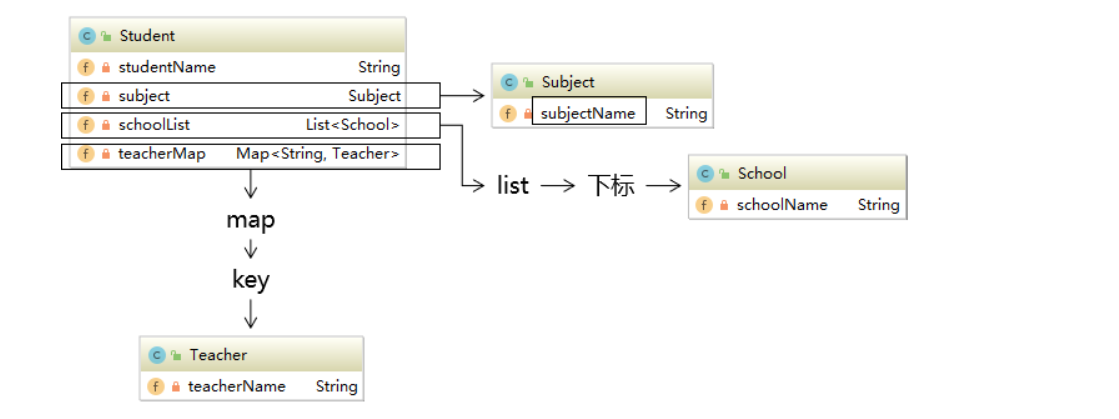 Student
studentName String
subject Subject
schoolList List<School>
teacherMap Map<String, Teacher>
Subject
subjectName String
list
下标
School
schoolName String
map
key
Teacher
teacherName String